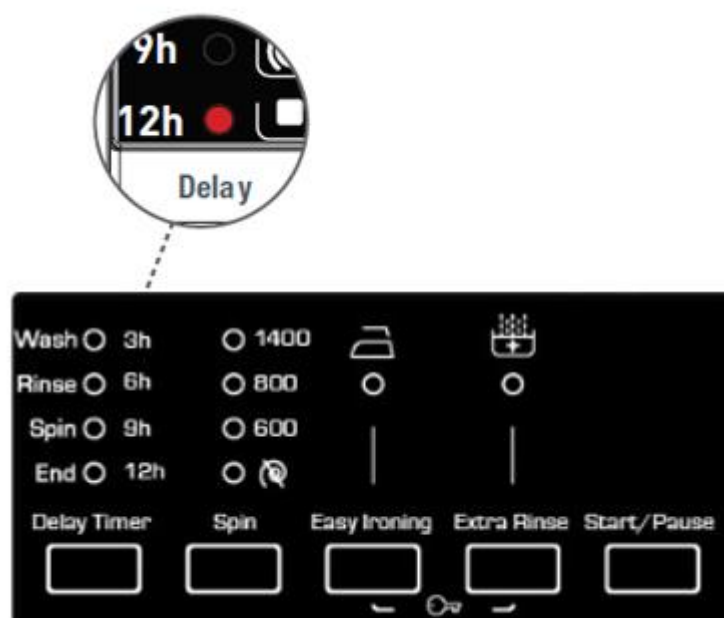 9h
12h
Delay
Wash 3h 1400
Rinse 6h 800
Spin 9h 600
End 12h
Delay Timer Spin Easy Ironing Extra Rinse Start/Pause